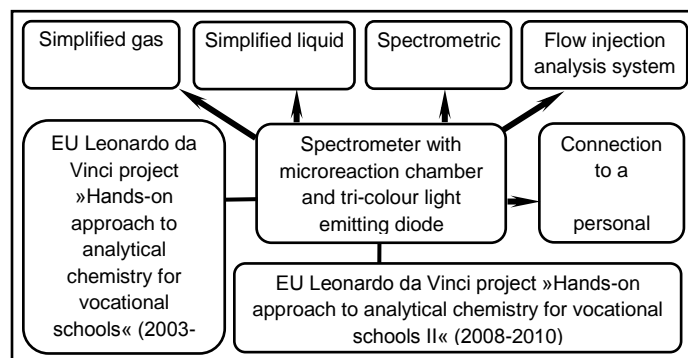 Simplified gas
Simplified liquid
Spectrometric
Flow injection
analysis system
EU Leonardo da
Vinci project
»Hands-on
approach to
analytical
chemistry for
vocational
schools« (2003-
Spectrometer with
microreaction chamber
and tri-colour light
emitting diode
Connection
to a
personal
EU Leonardo da Vinci project »Hands-on
approach to analytical chemistry for vocational
schools II« (2008-2010)